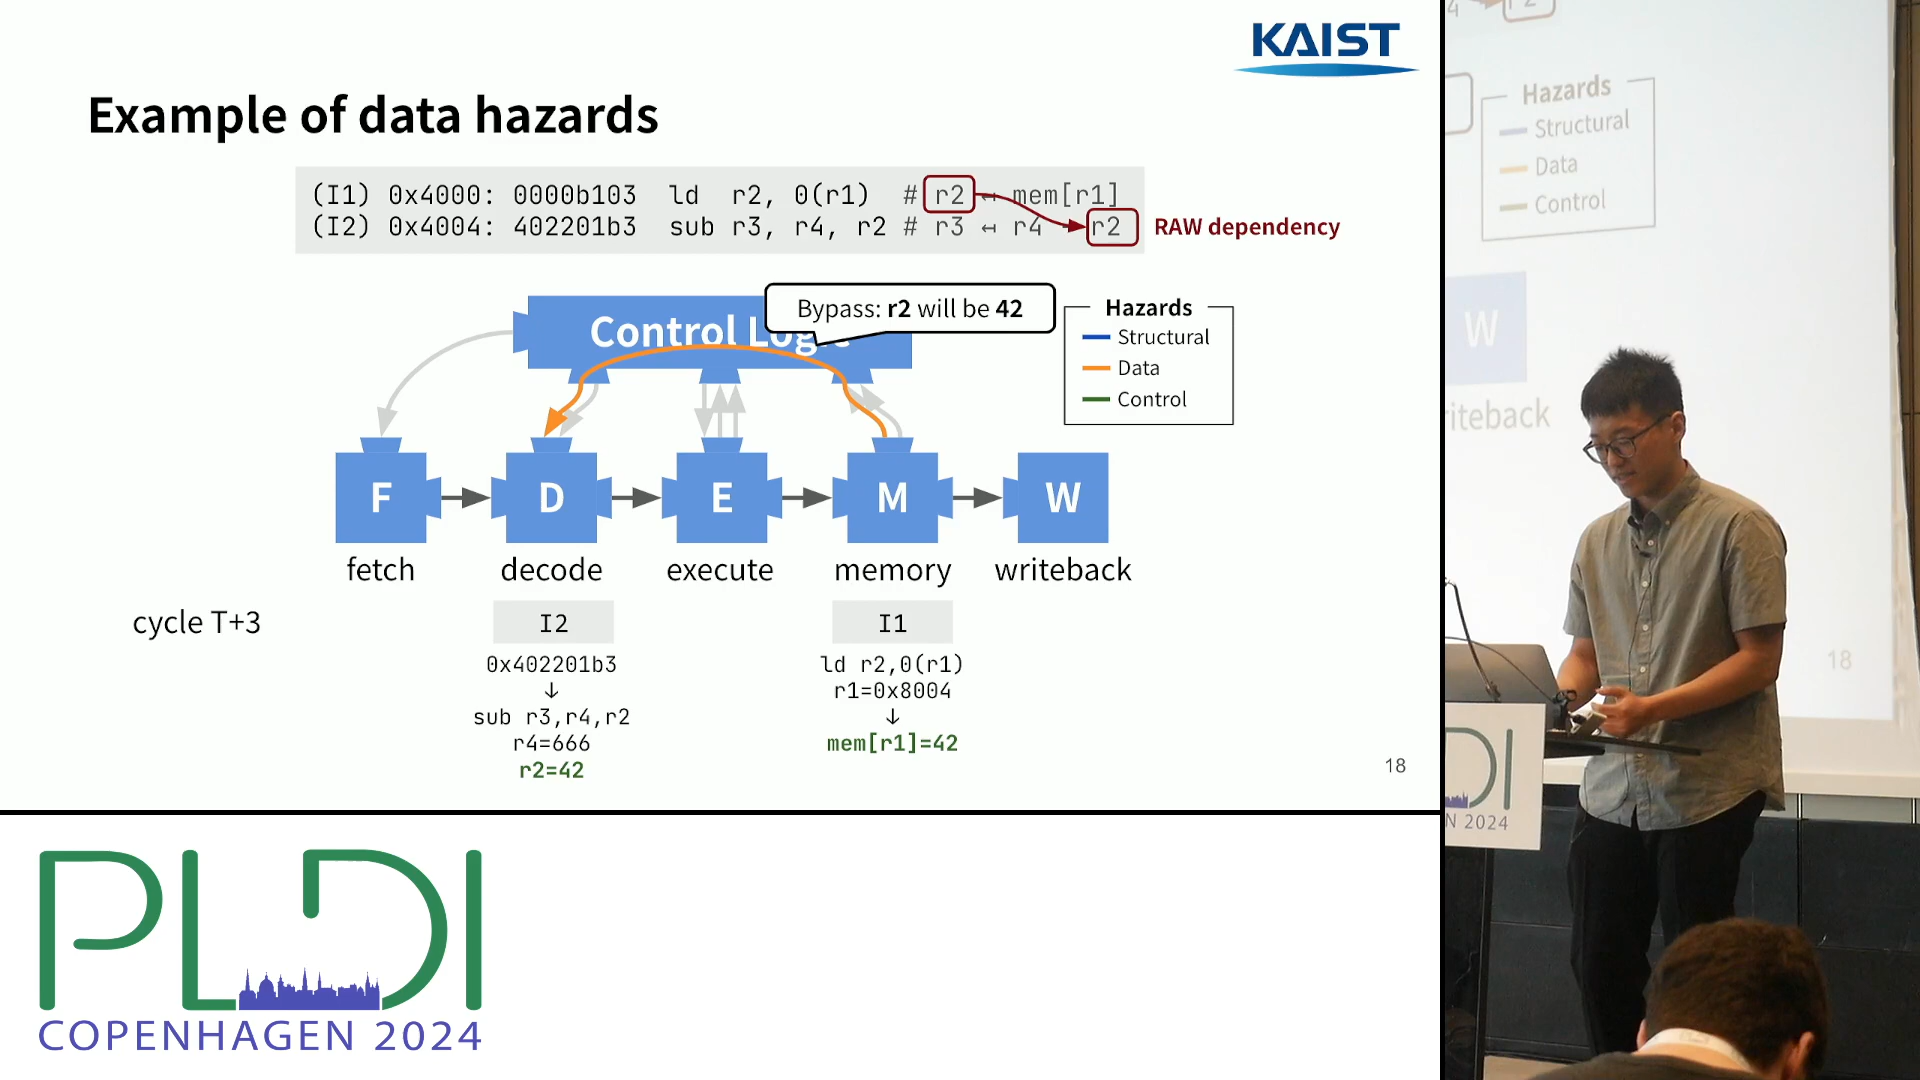 KAIST
Example of data hazards
(I1) 0x4000: 0000b103 ld r2, 0(r1) # r2 ↤ mem[r1]
(I2) 0x4004: 402201b3 sub r3, r4, r2 # r3 ↤ r4 r2
RAW dependency
Bypass: r2 will be 42
Control Logic
Hazards
Structural
Data
Control
F D E M W
fetch decode execute memory writeback
cycle T+3
I2
0x402201b3
↓
sub r3,r4,r2
r4=666
r2=42
I1
ld r2,0(r1)
r1=0x8004
↓
mem[r1]=42
18
PLDI
COPENHAGEN 2024
Hazards
Structural
Data
Control
W
iteback
18
DI
N 2024